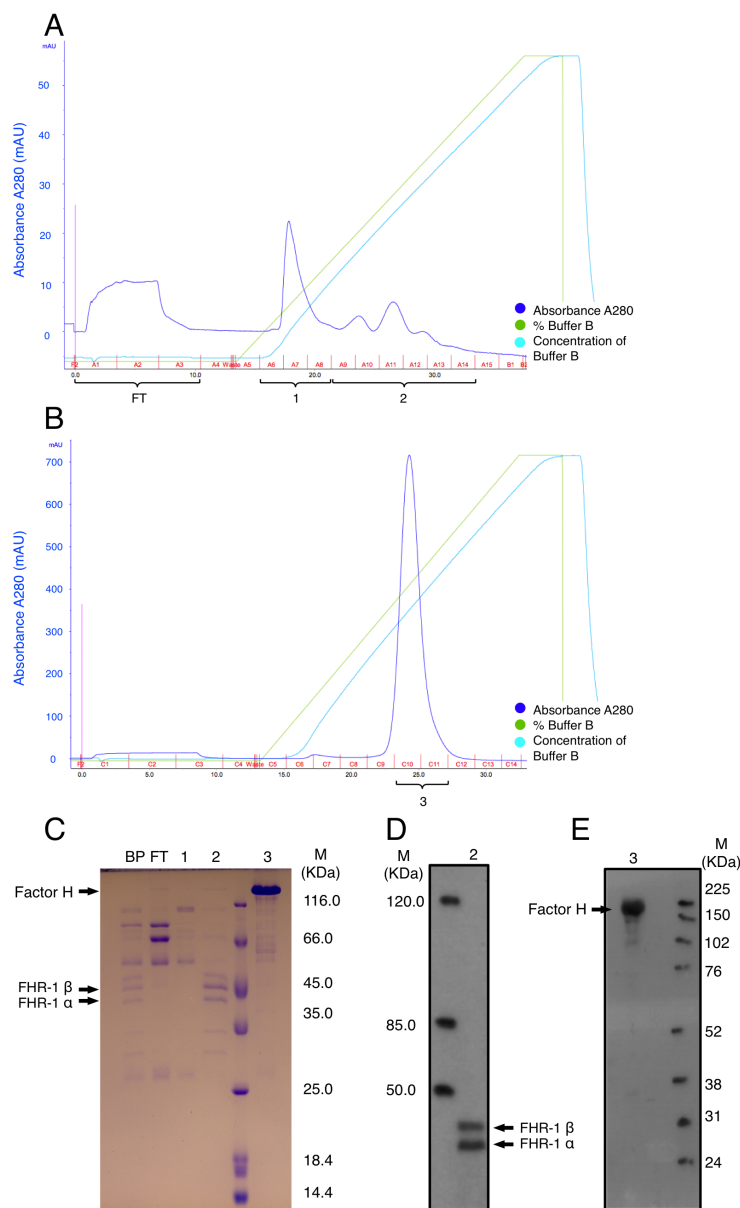 A
mAU
50
40
30
20
10
0
Absorbance A280 (mAU)
Absorbance A280
% Buffer B
Concentration of
Buffer B
F2 A1 A2 A3 A4 Waste A5 A6 A7 A8 A9 A10 A11 A12 A13 A14 A15 B1 B2
0.0 10.0 20.0 30.0
FT 1 2
B
mAU
700
600
500
400
300
200
100
0
Absorbance A280 (mAU)
Absorbance A280
% Buffer B
Concentration of
Buffer B
F2 C1 C2 C3 C4 Waste C5 C6 C7 C8 C9 C10 C11 C12 C13 C14
0.0 5.0 10.0 15.0 20.0 25.0 30.0
3
C
BP FT 1 2 3 M
(KDa)
Factor H
116.0
66.0
FHR-1 β
45.0
FHR-1 α
35.0
25.0
18.4
14.4
D
M
(KDa)
2
120.0
85.0
50.0
FHR-1 β
FHR-1 α
E
3
M
(KDa)
Factor H
225
150
102
76
52
38
31
24